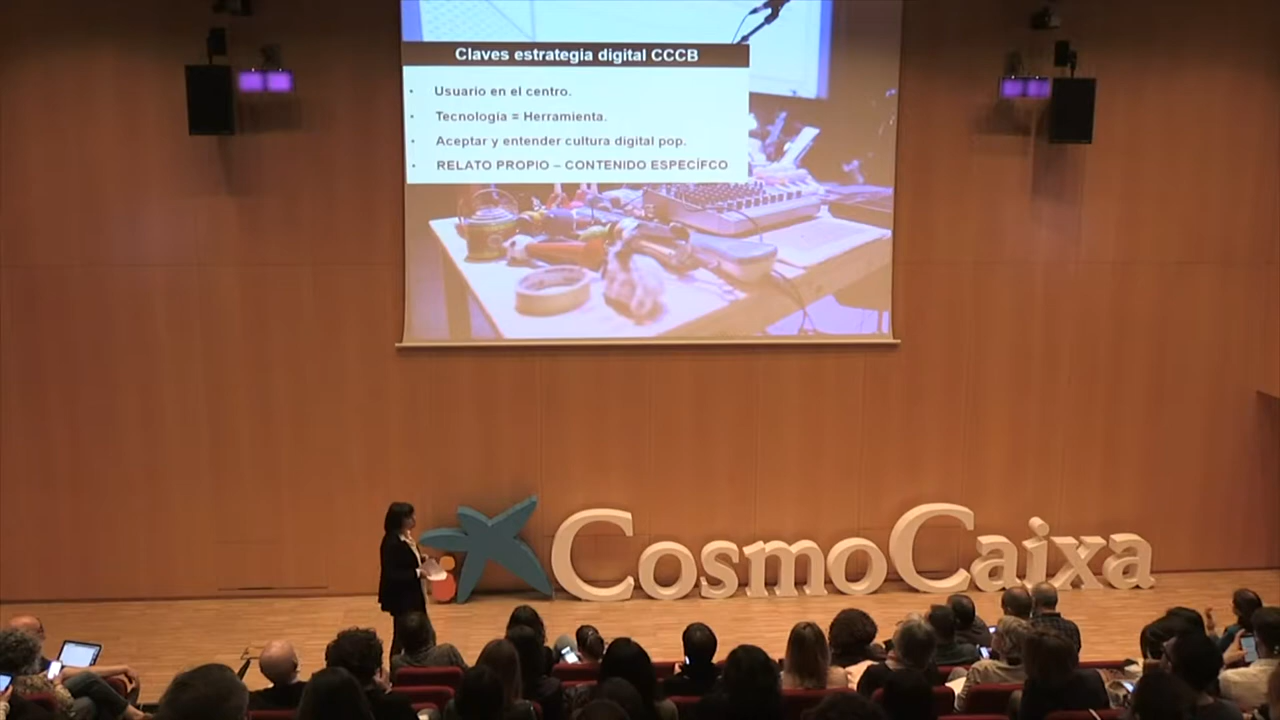 Claves estrategia digital CCCB
• Usuario en el centro.
• Tecnología = Herramienta.
• Aceptar y entender cultura digital pop.
• RELATO PROPIO – CONTENIDO ESPECÍFCO
CosmoCaixa